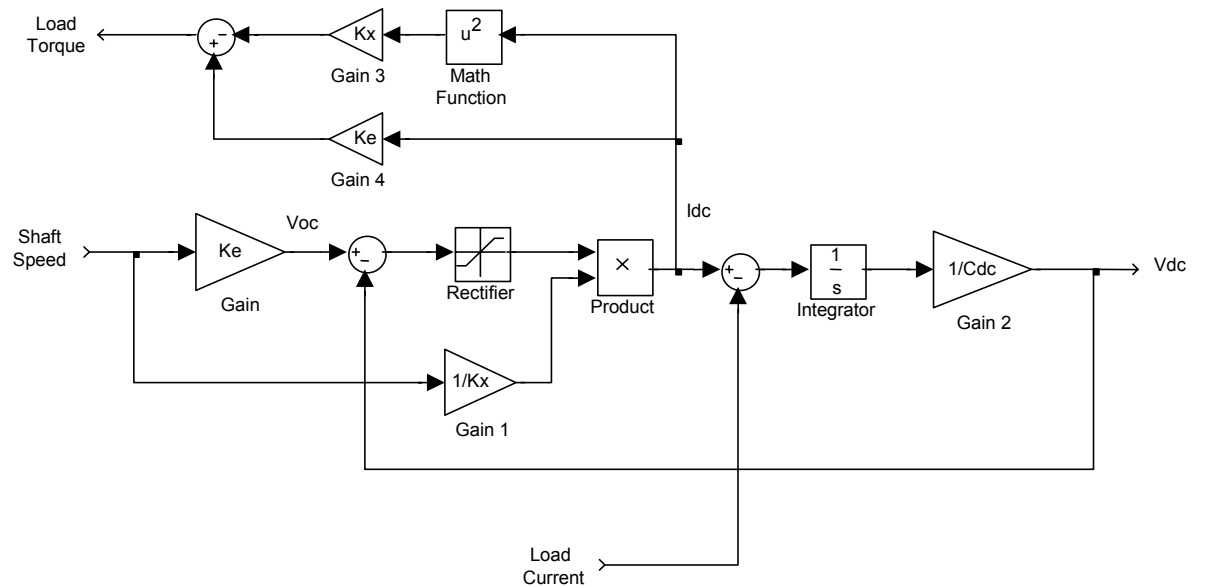 Load
Torque
+
−
Kx
Gain 3
u²
Math
Function
Ke
Gain 4
Shaft
Speed
Ke
Gain
Voc
+
−
Rectifier
×
Product
Idc
1/Kx
Gain 1
+
−
1
s
Integrator
1/Cdc
Gain 2
Vdc
Load
Current